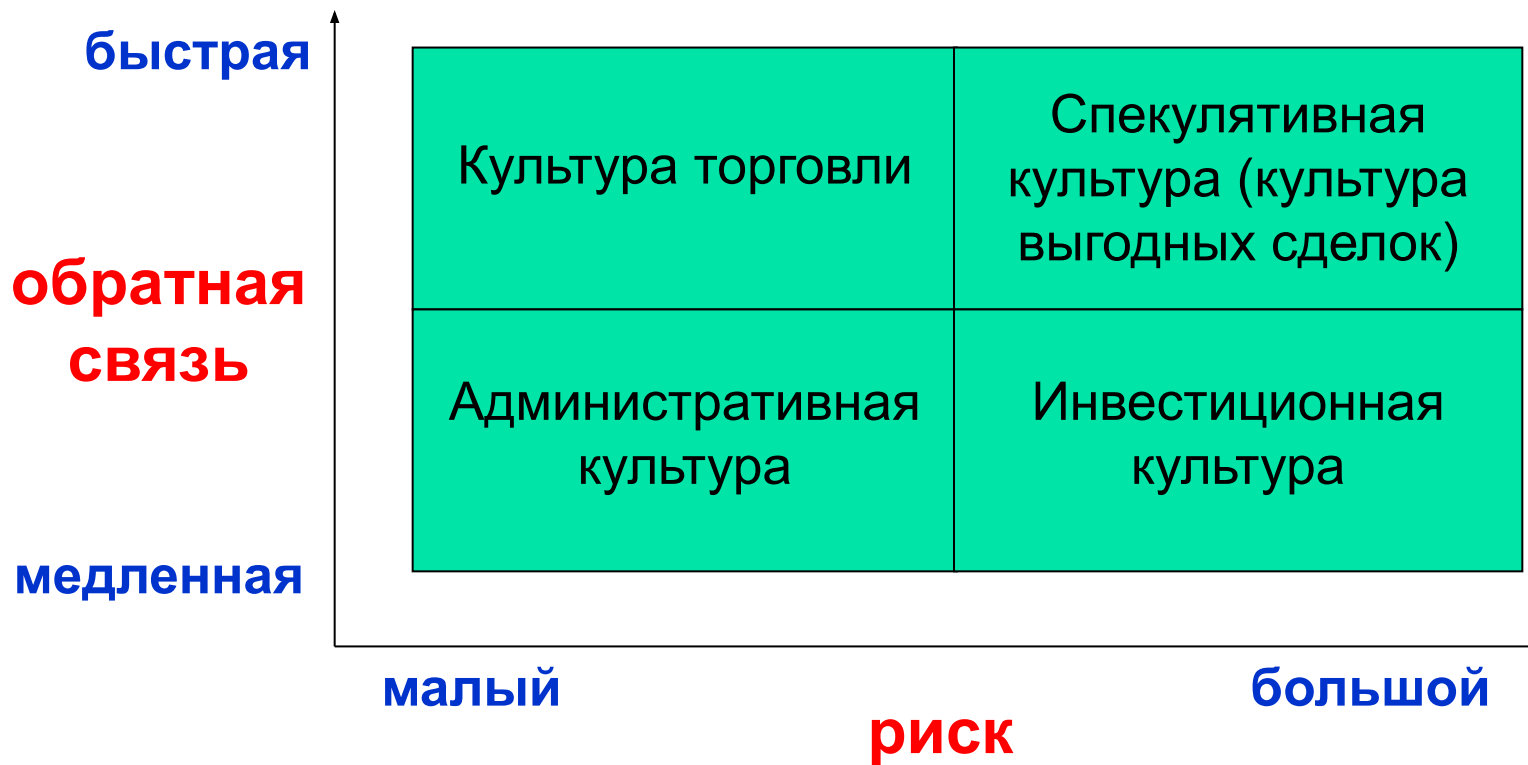 быстрая
Культура торговли
Спекулятивная
культура (культура
выгодных сделок)
обратная
связь
Административная
культура
Инвестиционная
культура
медленная
малый
большой
риск